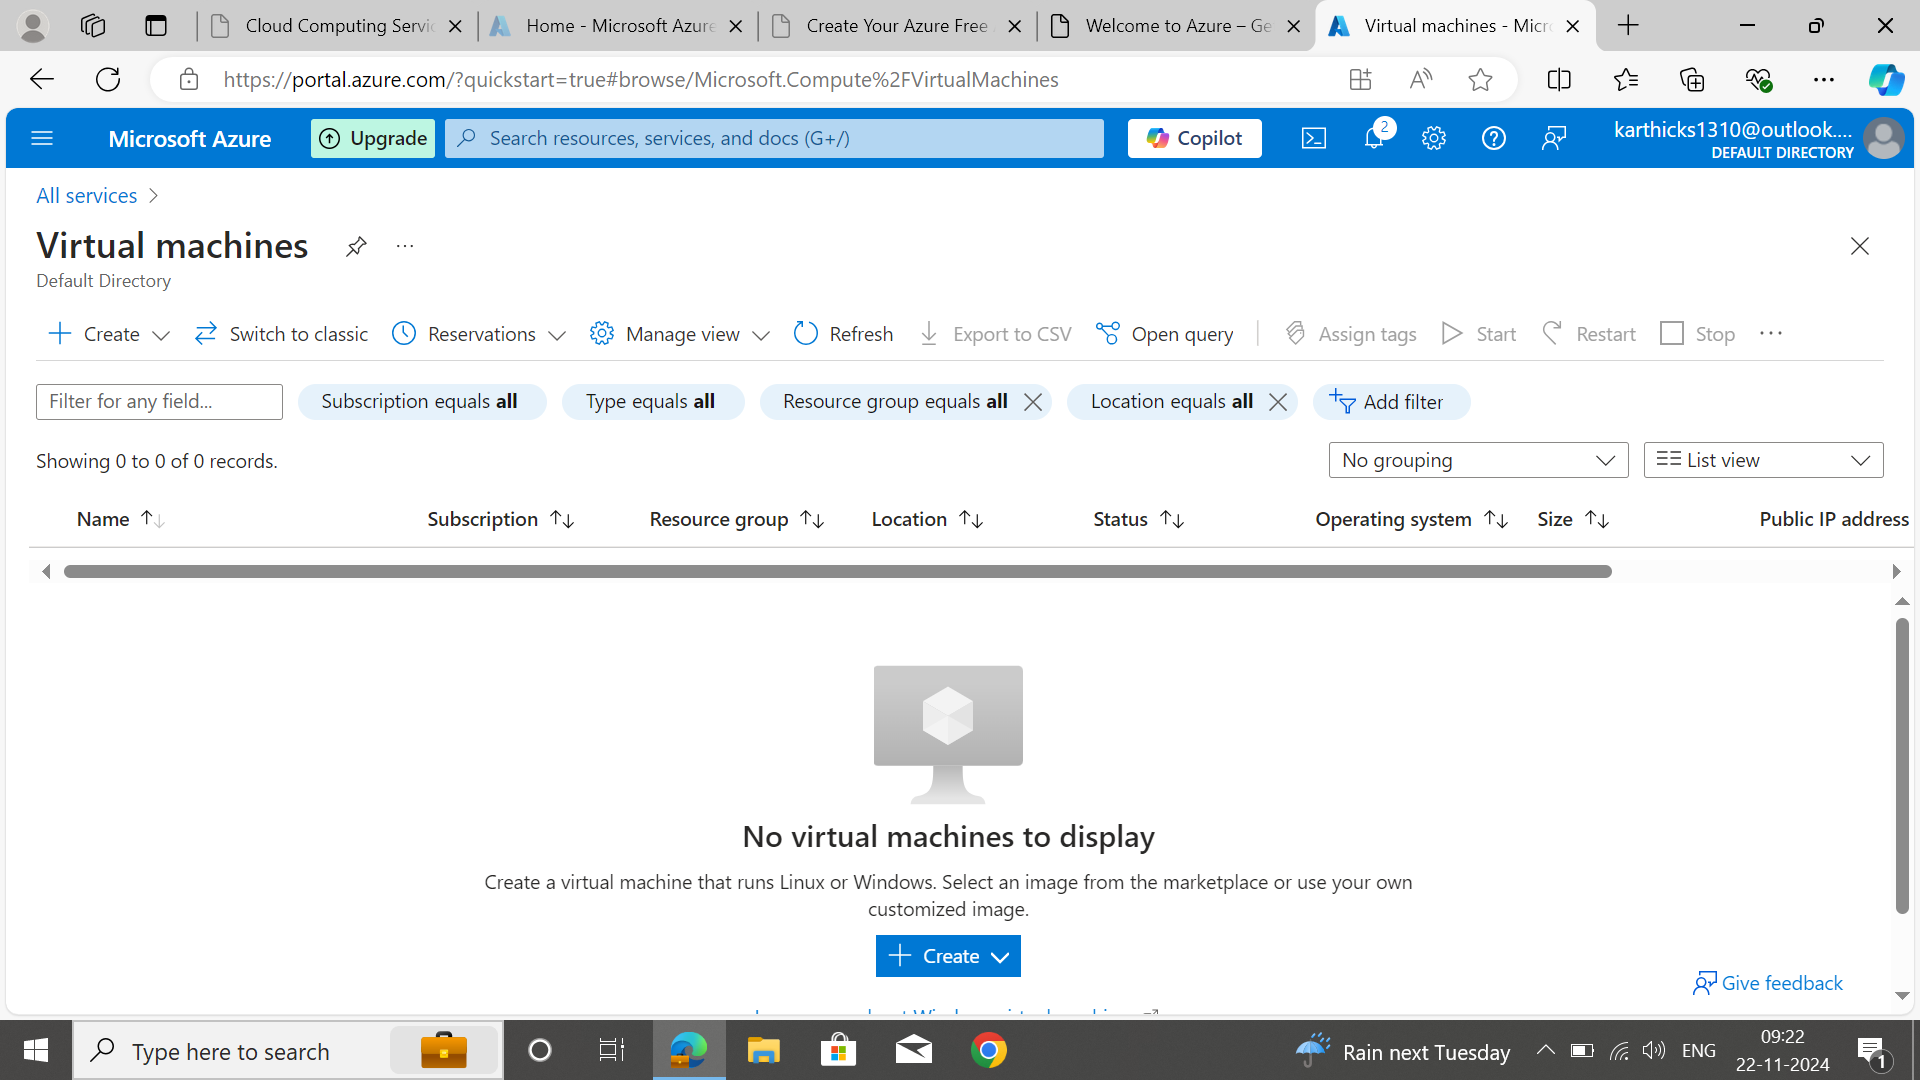 Cloud Computing Servic
Home - Microsoft Azure
Create Your Azure Free
Welcome to Azure – Ge
Virtual machines - Micro
https://portal.azure.com/?quickstart=true#browse/Microsoft.Compute%2FVirtualMachines
Microsoft Azure
Upgrade
Search resources, services, and docs (G+/)
Copilot
2
karthicks1310@outlook....
DEFAULT DIRECTORY
All services
Virtual machines
Default Directory
Create
Switch to classic
Reservations
Manage view
Refresh
Export to CSV
Open query
Assign tags
Start
Restart
Stop
Filter for any field...
Subscription equals all
Type equals all
Resource group equals all
Location equals all
Add filter
Showing 0 to 0 of 0 records.
No grouping
List view
Name
Subscription
Resource group
Location
Status
Operating system
Size
Public IP address
No virtual machines to display
Create a virtual machine that runs Linux or Windows. Select an image from the marketplace or use your own
customized image.
Create
Give feedback
Type here to search
Rain next Tuesday
ENG
09:22
22-11-2024
1